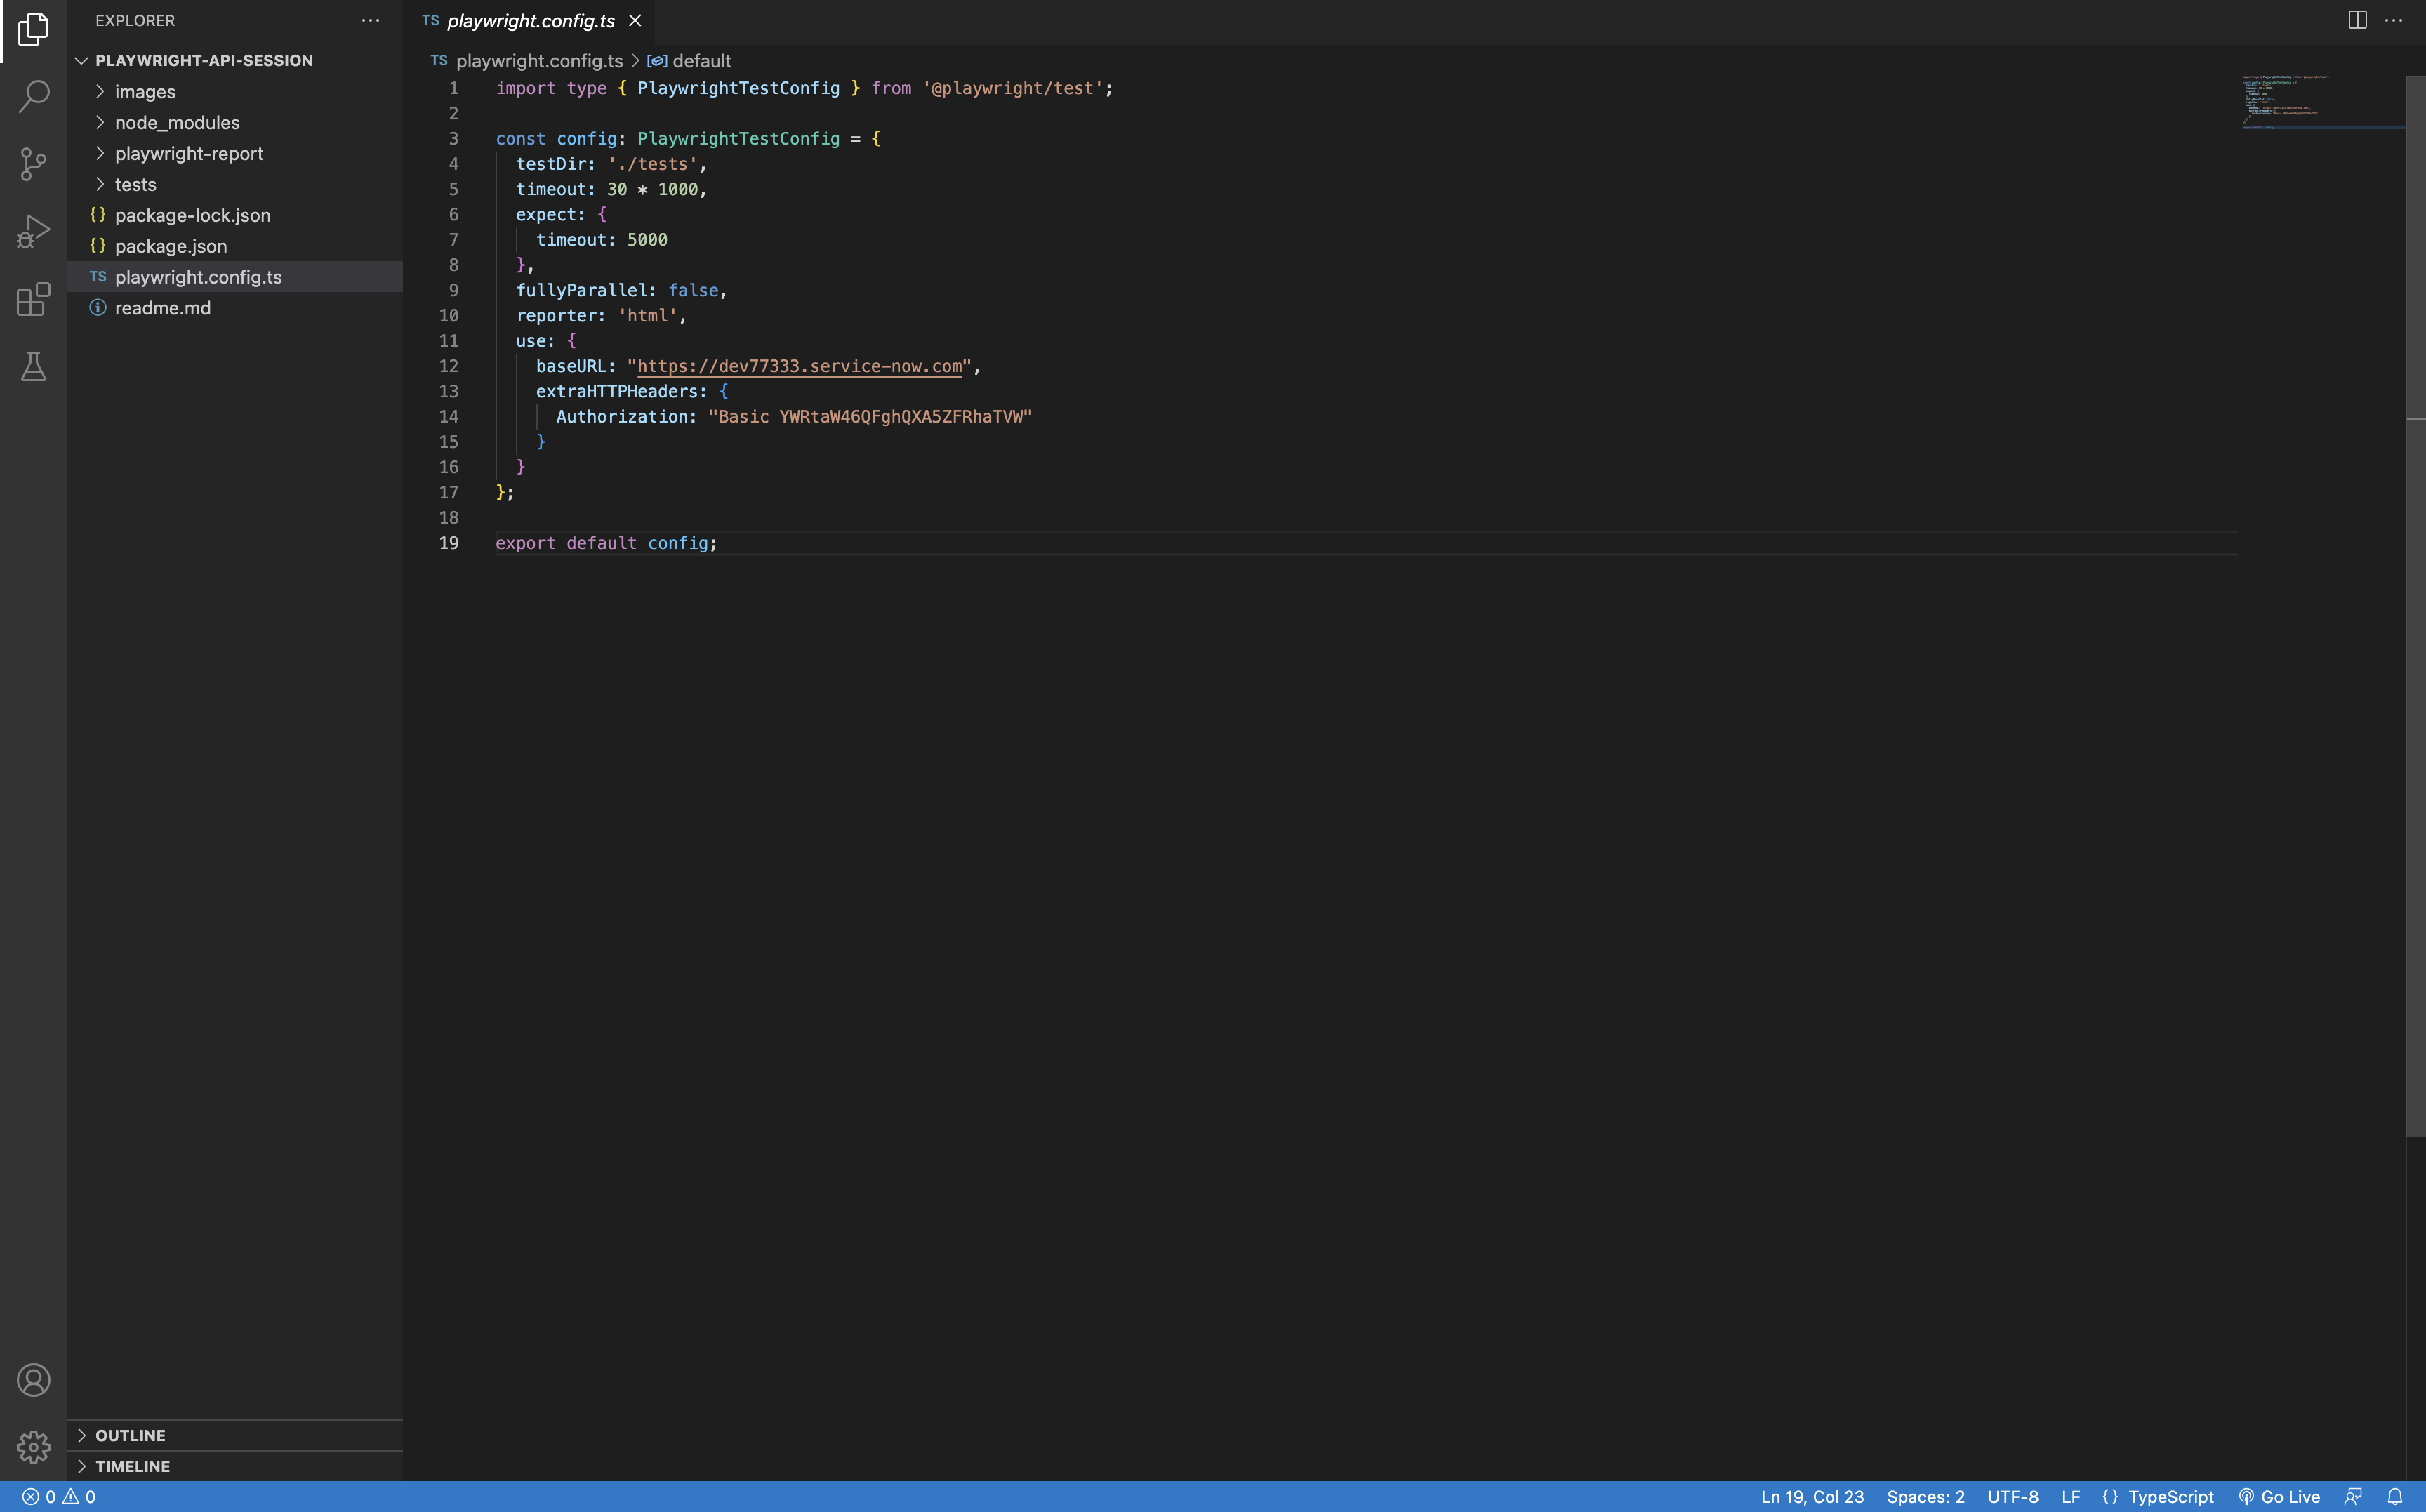 EXPLORER
PLAYWRIGHT-API-SESSION
images
node_modules
playwright-report
tests
{} package-lock.json
{} package.json
TS playwright.config.ts
readme.md
OUTLINE
TIMELINE
TS playwright.config.ts
TS playwright.config.ts > default
1 import type { PlaywrightTestConfig } from '@playwright/test';
2
3 const config: PlaywrightTestConfig = {
4 testDir: './tests',
5 timeout: 30 * 1000,
6 expect: {
7 timeout: 5000
8 },
9 fullyParallel: false,
10 reporter: 'html',
11 use: {
12 baseURL: "https://dev77333.service-now.com",
13 extraHTTPHeaders: {
14 Authorization: "Basic YWRtaW46QFghQXA5ZFRhaTVW"
15 }
16 }
17 };
18
19 export default config;
0 0
Ln 19, Col 23 Spaces: 2 UTF-8 LF {} TypeScript Go Live